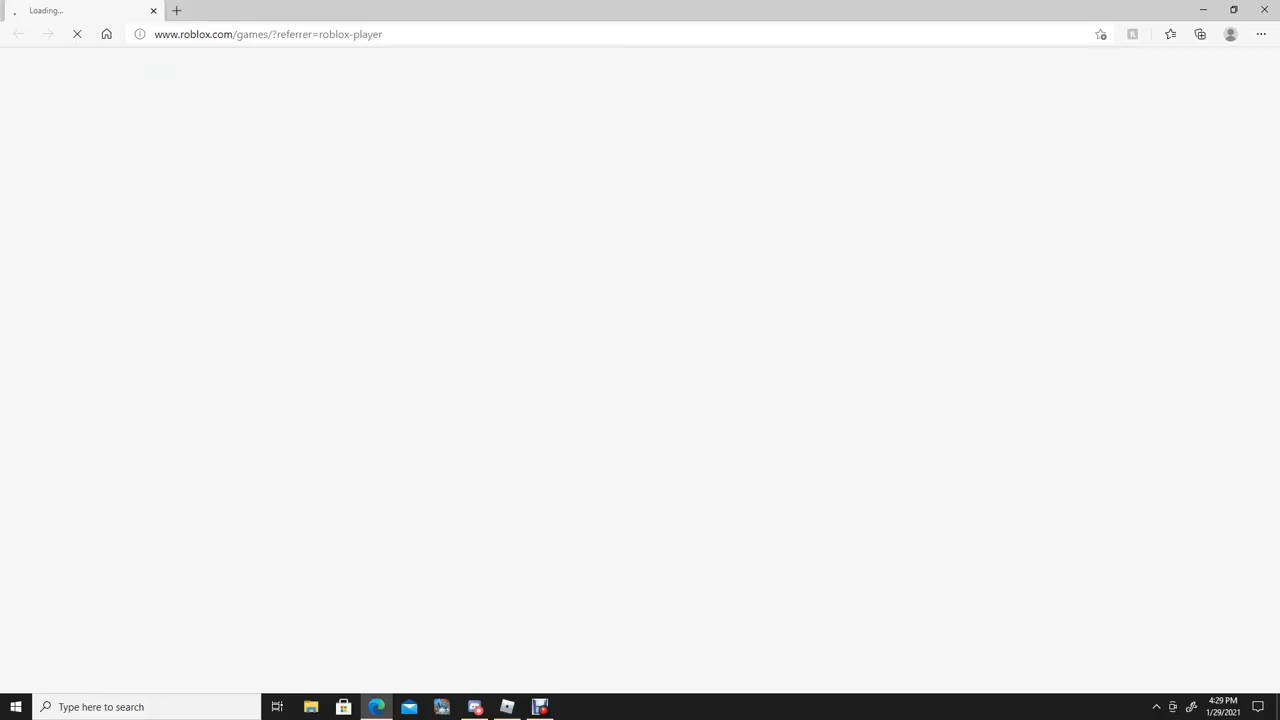 Loading...
www.roblox.com/games/?referrer=roblox-player
Type here to search
4:29 PM
1/29/2021